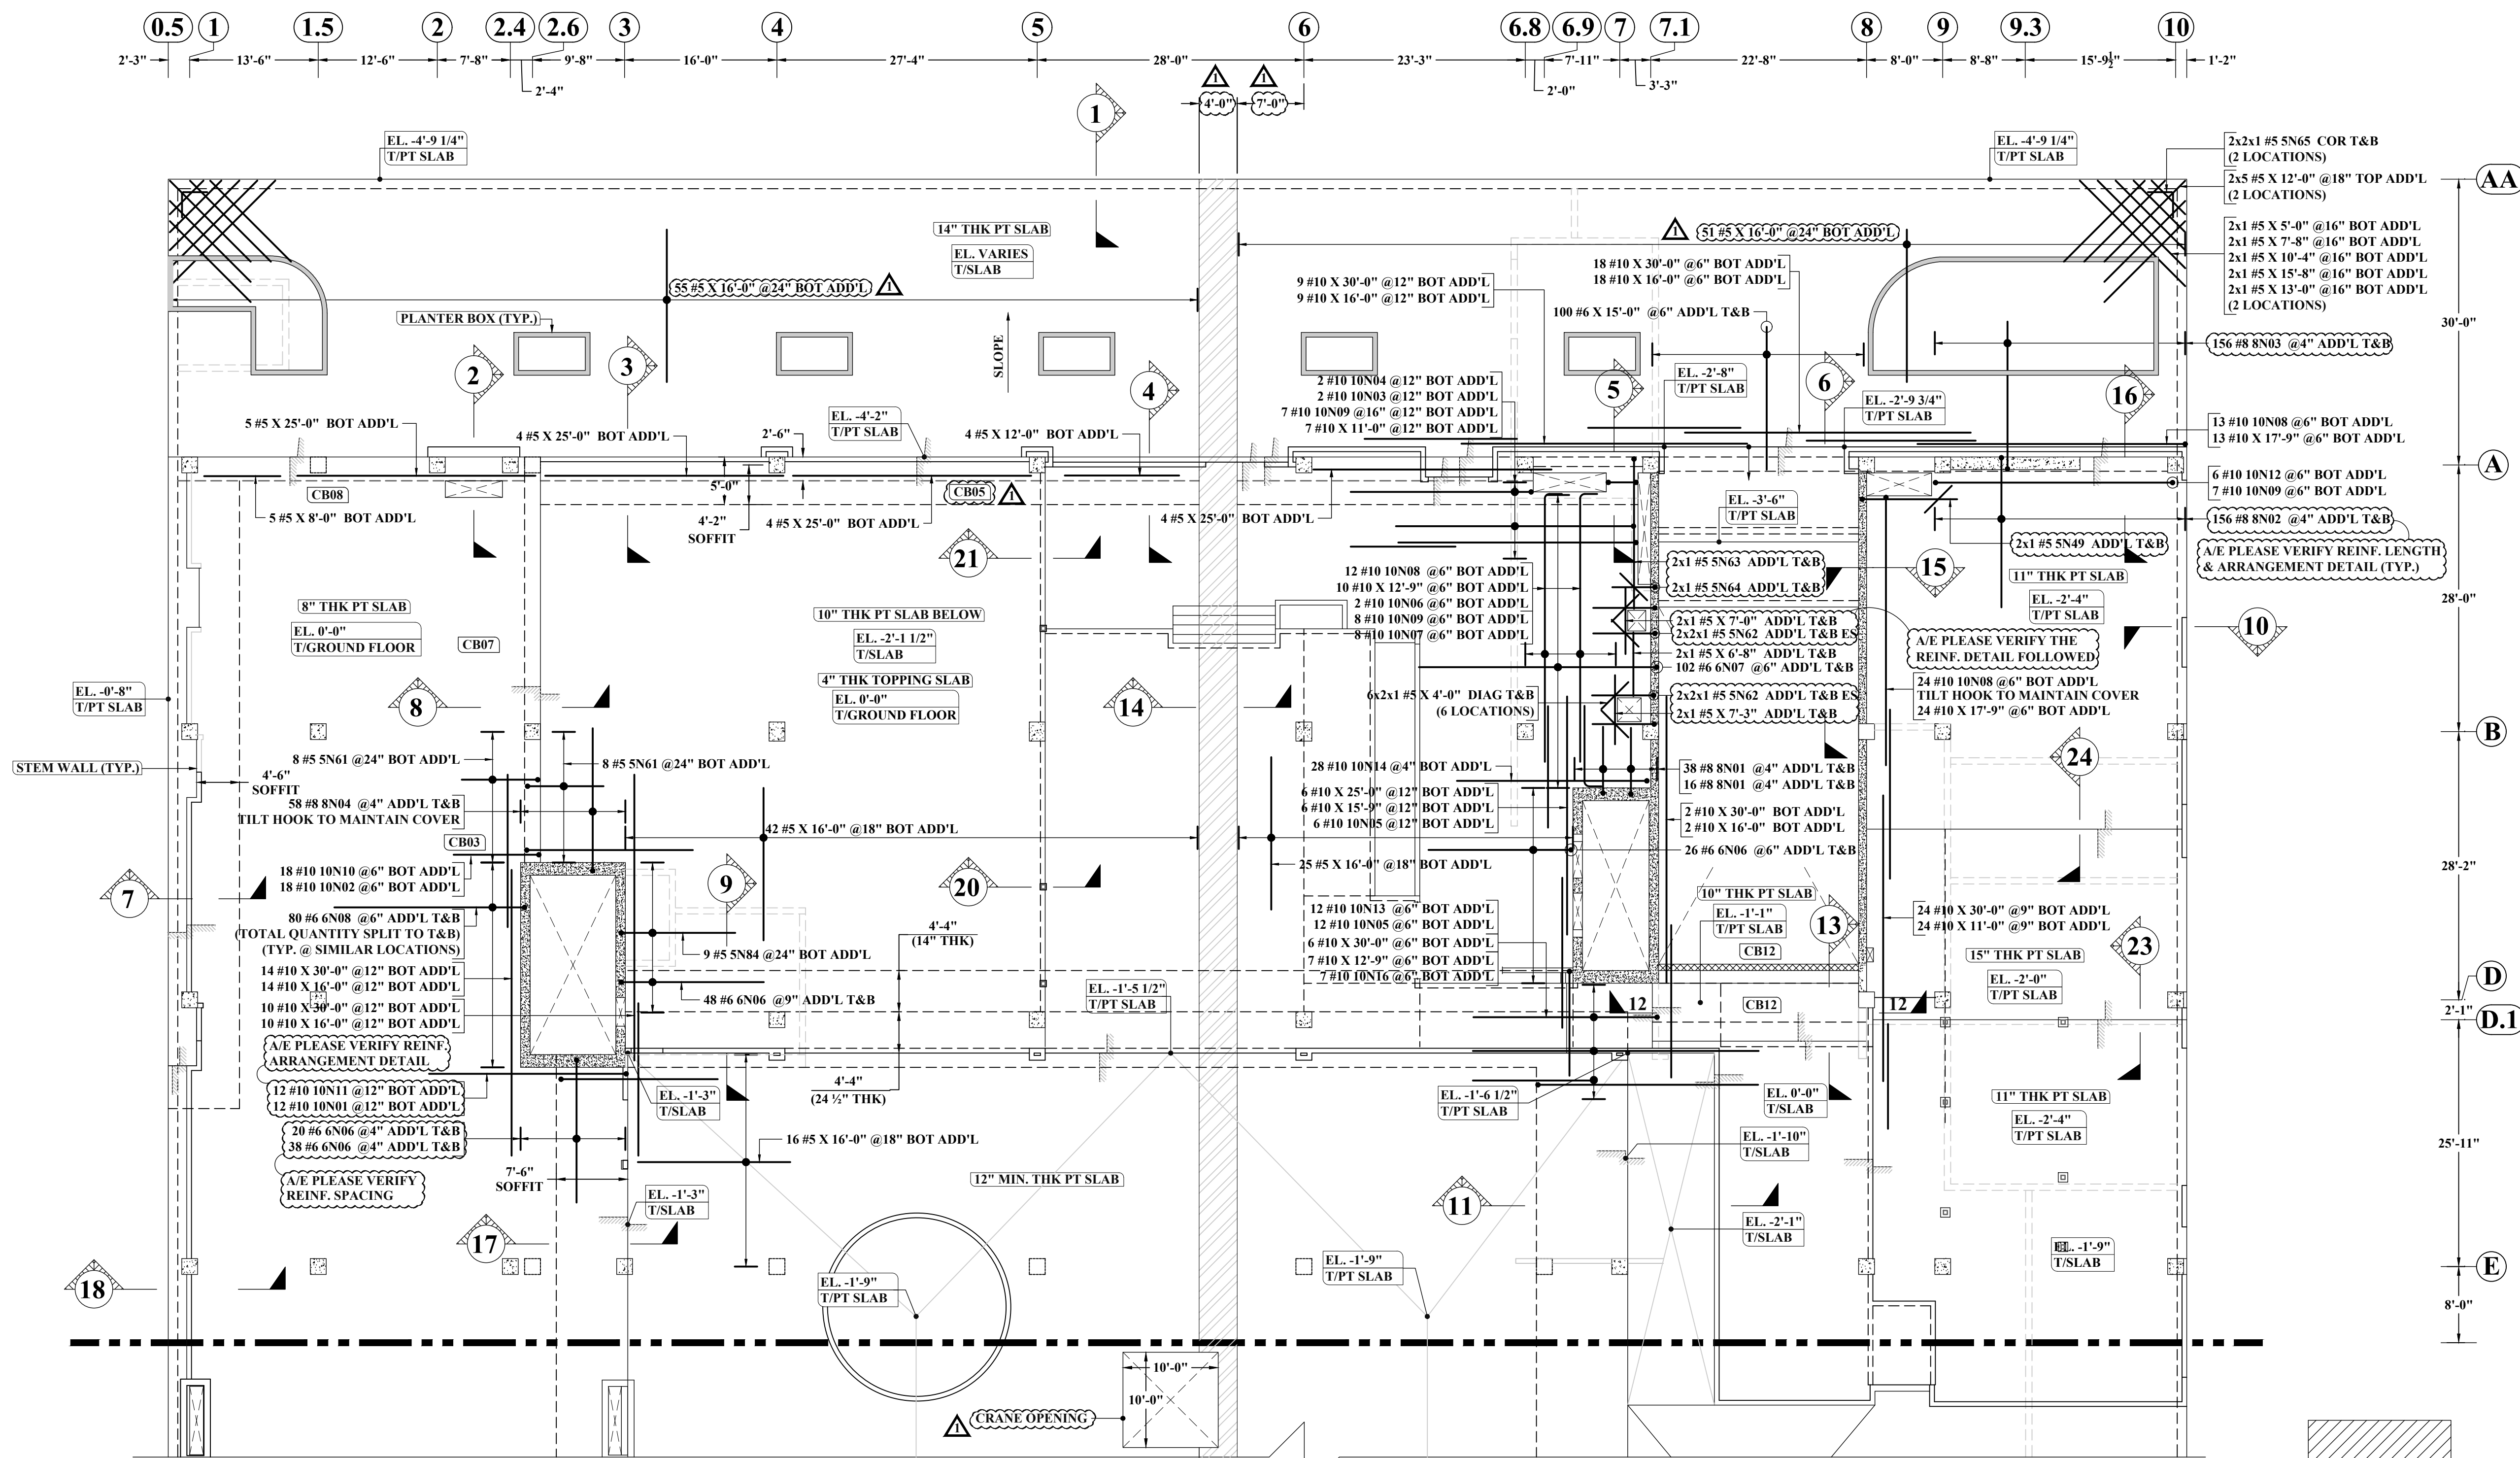 0.5
1
1.5
2
2.4
2.6
3
4
5
6
6.8
6.9
7
7.1
8
9
9.3
10
2'-3"
13'-6"
12'-6"
7'-8"
9'-8"
16'-0"
27'-4"
28'-0"
23'-3"
7'-11"
22'-8"
8'-0"
8'-8"
15'-9½"
1'-2"
2'-4"
2'-0"
3'-3"
1
1
4'-0"
7'-0"
1
EL. -4'-9 1/4"
T/PT SLAB
EL. -4'-9 1/4"
T/PT SLAB
2x2x1 #5 5N65 COR T&B
(2 LOCATIONS)
2x5 #5 X 12'-0" @18" TOP ADD'L
(2 LOCATIONS)
2x1 #5 X 5'-0" @16" BOT ADD'L
2x1 #5 X 7'-8" @16" BOT ADD'L
2x1 #5 X 10'-4" @16" BOT ADD'L
2x1 #5 X 15'-8" @16" BOT ADD'L
2x1 #5 X 13'-0" @16" BOT ADD'L
(2 LOCATIONS)
AA
30'-0"
14" THK PT SLAB
EL. VARIES
T/SLAB
1
51 #5 X 16'-0" @24" BOT ADD'L
55 #5 X 16'-0" @24" BOT ADD'L
1
9 #10 X 30'-0" @12" BOT ADD'L
9 #10 X 16'-0" @12" BOT ADD'L
18 #10 X 30'-0" @6" BOT ADD'L
18 #10 X 16'-0" @6" BOT ADD'L
100 #6 X 15'-0" @6" ADD'L T&B
PLANTER BOX (TYP.)
SLOPE
156 #8 8N03 @4" ADD'L T&B
2
3
4
5
6
16
EL. -2'-8"
T/PT SLAB
EL. -2'-9 3/4"
T/PT SLAB
2 #10 10N04 @12" BOT ADD'L
2 #10 10N03 @12" BOT ADD'L
7 #10 10N09 @16" @12" BOT ADD'L
7 #10 X 11'-0" @12" BOT ADD'L
5 #5 X 25'-0" BOT ADD'L
4 #5 X 25'-0" BOT ADD'L
2'-6"
EL. -4'-2"
T/PT SLAB
4 #5 X 12'-0" BOT ADD'L
13 #10 10N08 @6" BOT ADD'L
13 #10 X 17'-9" @6" BOT ADD'L
A
6 #10 10N12 @6" BOT ADD'L
7 #10 10N09 @6" BOT ADD'L
CB08
5'-0"
CB05
1
5 #5 X 8'-0" BOT ADD'L
4'-2"
SOFFIT
4 #5 X 25'-0" BOT ADD'L
4 #5 X 25'-0" BOT ADD'L
EL. -3'-6"
T/PT SLAB
156 #8 8N02 @4" ADD'L T&B
2x1 #5 5N49 ADD'L T&B
A/E PLEASE VERIFY REINF. LENGTH
& ARRANGEMENT DETAIL (TYP.)
21
15
2x1 #5 5N63 ADD'L T&B
2x1 #5 5N64 ADD'L T&B
11" THK PT SLAB
EL. -2'-4"
T/PT SLAB
28'-0"
8" THK PT SLAB
EL. 0'-0"
T/GROUND FLOOR
CB07
10" THK PT SLAB BELOW
EL. -2'-1 1/2"
T/SLAB
4" THK TOPPING SLAB
EL. 0'-0"
T/GROUND FLOOR
12 #10 10N08 @6" BOT ADD'L
10 #10 X 12'-9" @6" BOT ADD'L
2 #10 10N06 @6" BOT ADD'L
8 #10 10N09 @6" BOT ADD'L
8 #10 10N07 @6" BOT ADD'L
2x1 #5 X 7'-0" ADD'L T&B
2x2x1 #5 5N62 ADD'L T&B ES
2x1 #5 X 6'-8" ADD'L T&B
102 #6 6N07 @6" ADD'L T&B
A/E PLEASE VERIFY THE
REINF. DETAIL FOLLOWED
10
EL. -0'-8"
T/PT SLAB
8
14
6x2x1 #5 X 4'-0" DIAG T&B
(6 LOCATIONS)
2x2x1 #5 5N62 ADD'L T&B ES
2x1 #5 X 7'-3" ADD'L T&B
24 #10 10N08 @6" BOT ADD'L
TILT HOOK TO MAINTAIN COVER
24 #10 X 17'-9" @6" BOT ADD'L
B
24
STEM WALL (TYP.)
8 #5 5N61 @24" BOT ADD'L
8 #5 5N61 @24" BOT ADD'L
4'-6"
SOFFIT
58 #8 8N04 @4" ADD'L T&B
TILT HOOK TO MAINTAIN COVER
28 #10 10N14 @4" BOT ADD'L
6 #10 X 25'-0" @12" BOT ADD'L
6 #10 X 15'-9" @12" BOT ADD'L
6 #10 10N05 @12" BOT ADD'L
38 #8 8N01 @4" ADD'L T&B
16 #8 8N01 @4" ADD'L T&B
2 #10 X 30'-0" BOT ADD'L
2 #10 X 16'-0" BOT ADD'L
42 #5 X 16'-0" @18" BOT ADD'L
CB03
25 #5 X 16'-0" @18" BOT ADD'L
26 #6 6N06 @6" ADD'L T&B
28'-2"
18 #10 10N10 @6" BOT ADD'L
18 #10 10N02 @6" BOT ADD'L
7
9
20
10" THK PT SLAB
EL. -1'-1"
T/PT SLAB
CB12
13
24 #10 X 30'-0" @9" BOT ADD'L
24 #10 X 11'-0" @9" BOT ADD'L
23
80 #6 6N08 @6" ADD'L T&B
(TOTAL QUANTITY SPLIT TO T&B)
(TYP. @ SIMILAR LOCATIONS)
4'-4"
(14" THK)
9 #5 5N84 @24" BOT ADD'L
12 #10 10N13 @6" BOT ADD'L
12 #10 10N05 @6" BOT ADD'L
6 #10 X 30'-0" @6" BOT ADD'L
7 #10 X 12'-9" @6" BOT ADD'L
7 #10 10N16 @6" BOT ADD'L
15" THK PT SLAB
EL. -2'-0"
T/PT SLAB
14 #10 X 30'-0" @12" BOT ADD'L
14 #10 X 16'-0" @12" BOT ADD'L
48 #6 6N06 @9" ADD'L T&B
EL. -1'-5 1/2"
T/PT SLAB
12
CB12
12
D
2'-1"
D.1
10 #10 X 30'-0" @12" BOT ADD'L
10 #10 X 16'-0" @12" BOT ADD'L
A/E PLEASE VERIFY REINF.
ARRANGEMENT DETAIL
12 #10 10N11 @12" BOT ADD'L
12 #10 10N01 @12" BOT ADD'L
EL. -1'-3"
T/SLAB
4'-4"
(24 ½" THK)
EL. -1'-6 1/2"
T/PT SLAB
EL. 0'-0"
T/SLAB
11" THK PT SLAB
EL. -2'-4"
T/PT SLAB
20 #6 6N06 @4" ADD'L T&B
38 #6 6N06 @4" ADD'L T&B
16 #5 X 16'-0" @18" BOT ADD'L
EL. -1'-10"
T/SLAB
25'-11"
A/E PLEASE VERIFY
REINF. SPACING
7'-6"
SOFFIT
12" MIN. THK PT SLAB
EL. -1'-3"
T/SLAB
11
EL. -2'-1"
T/SLAB
17
EL. -1'-9"
T/SLAB
E
18
EL. -1'-9"
T/PT SLAB
EL. -1'-9"
T/PT SLAB
8'-0"
10'-0"
10'-0"
1
CRANE OPENING